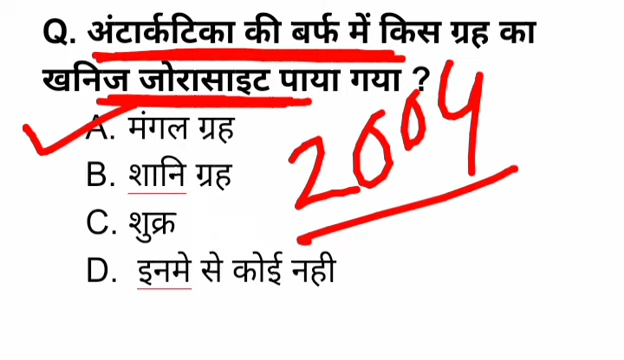 Q. अंटार्कटिका की बर्फ में किस ग्रह का
खनिज जोरासाइट पाया गया ?
A. मंगल ग्रह
B. शानि ग्रह
C. शुक्र
D. इनमे से कोई नही
2004